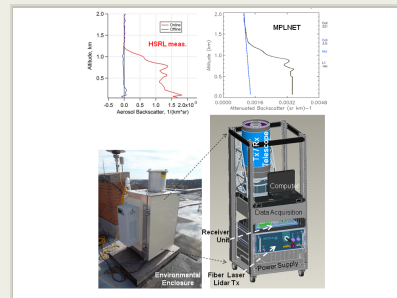 2.0
1.5
1.0
0.5
Altitude, km
Online
Offline
HSRL meas.
-0.5 0.0 0.5 1.0 1.5 2.0x10
Aerosol Backscatter, 1/(km*sr)
MPLNET
2.0
1.5
1.0
0.5
Altitude, km
0.0000 0.0016 0.0032 0.0048
Attenuated Backscatter (sr km)-1
Tx / Rx
Telescope
Computer
Data Acquisition
Receiver
Unit
Power Supply
Environmental
Enclosure
Fiber Laser
Lidar Tx